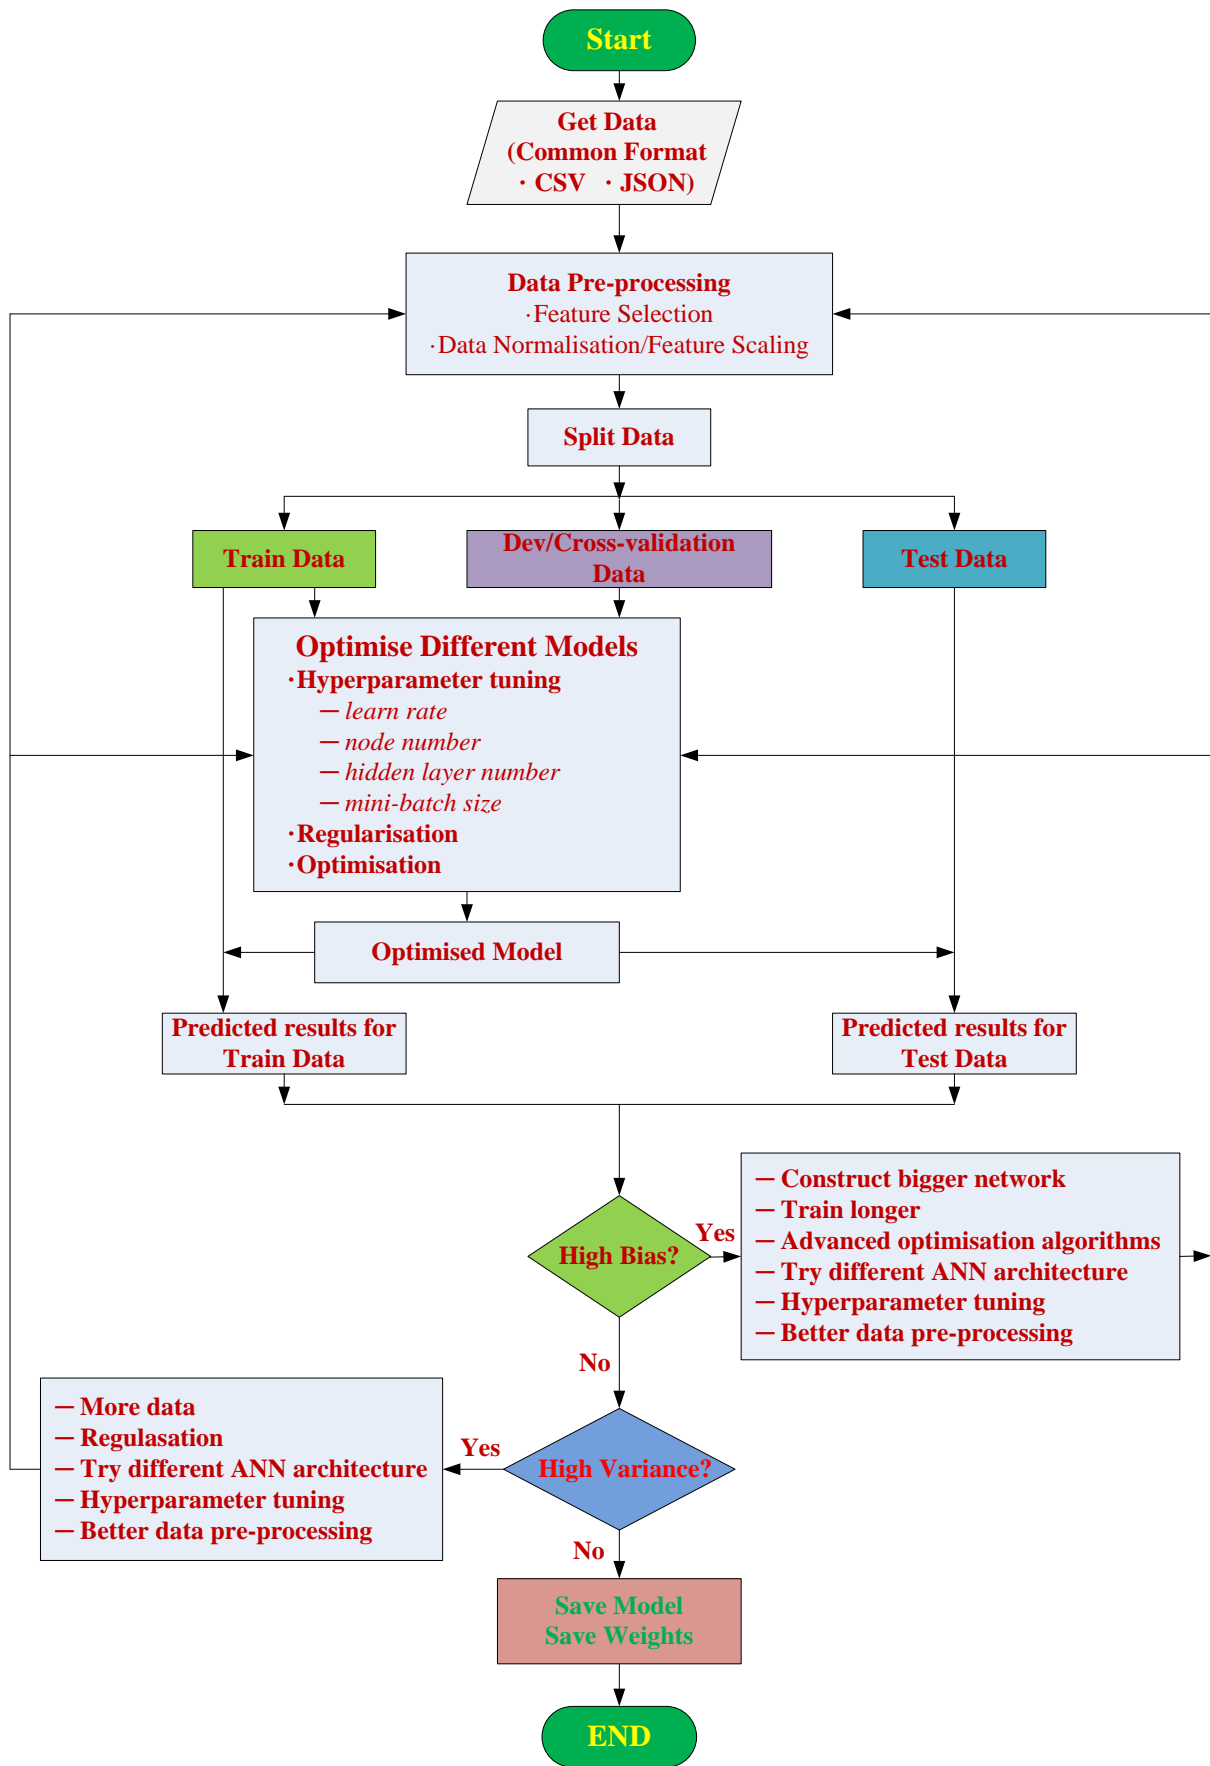 Start
Get Data
(Common Format
· CSV · JSON)
Data Pre-processing
·Feature Selection
·Data Normalisation/Feature Scaling
Split Data
Train Data
Dev/Cross-validation
Data
Test Data
Optimise Different Models
·Hyperparameter tuning
— learn rate
— node number
— hidden layer number
— mini-batch size
·Regularisation
·Optimisation
Optimised Model
Predicted results for
Train Data
Predicted results for
Test Data
High Bias?
Yes
— Construct bigger network
— Train longer
— Advanced optimisation algorithms
— Try different ANN architecture
— Hyperparameter tuning
— Better data pre-processing
No
High Variance?
Yes
— More data
— Regulasation
— Try different ANN architecture
— Hyperparameter tuning
— Better data pre-processing
No
Save Model
Save Weights
END